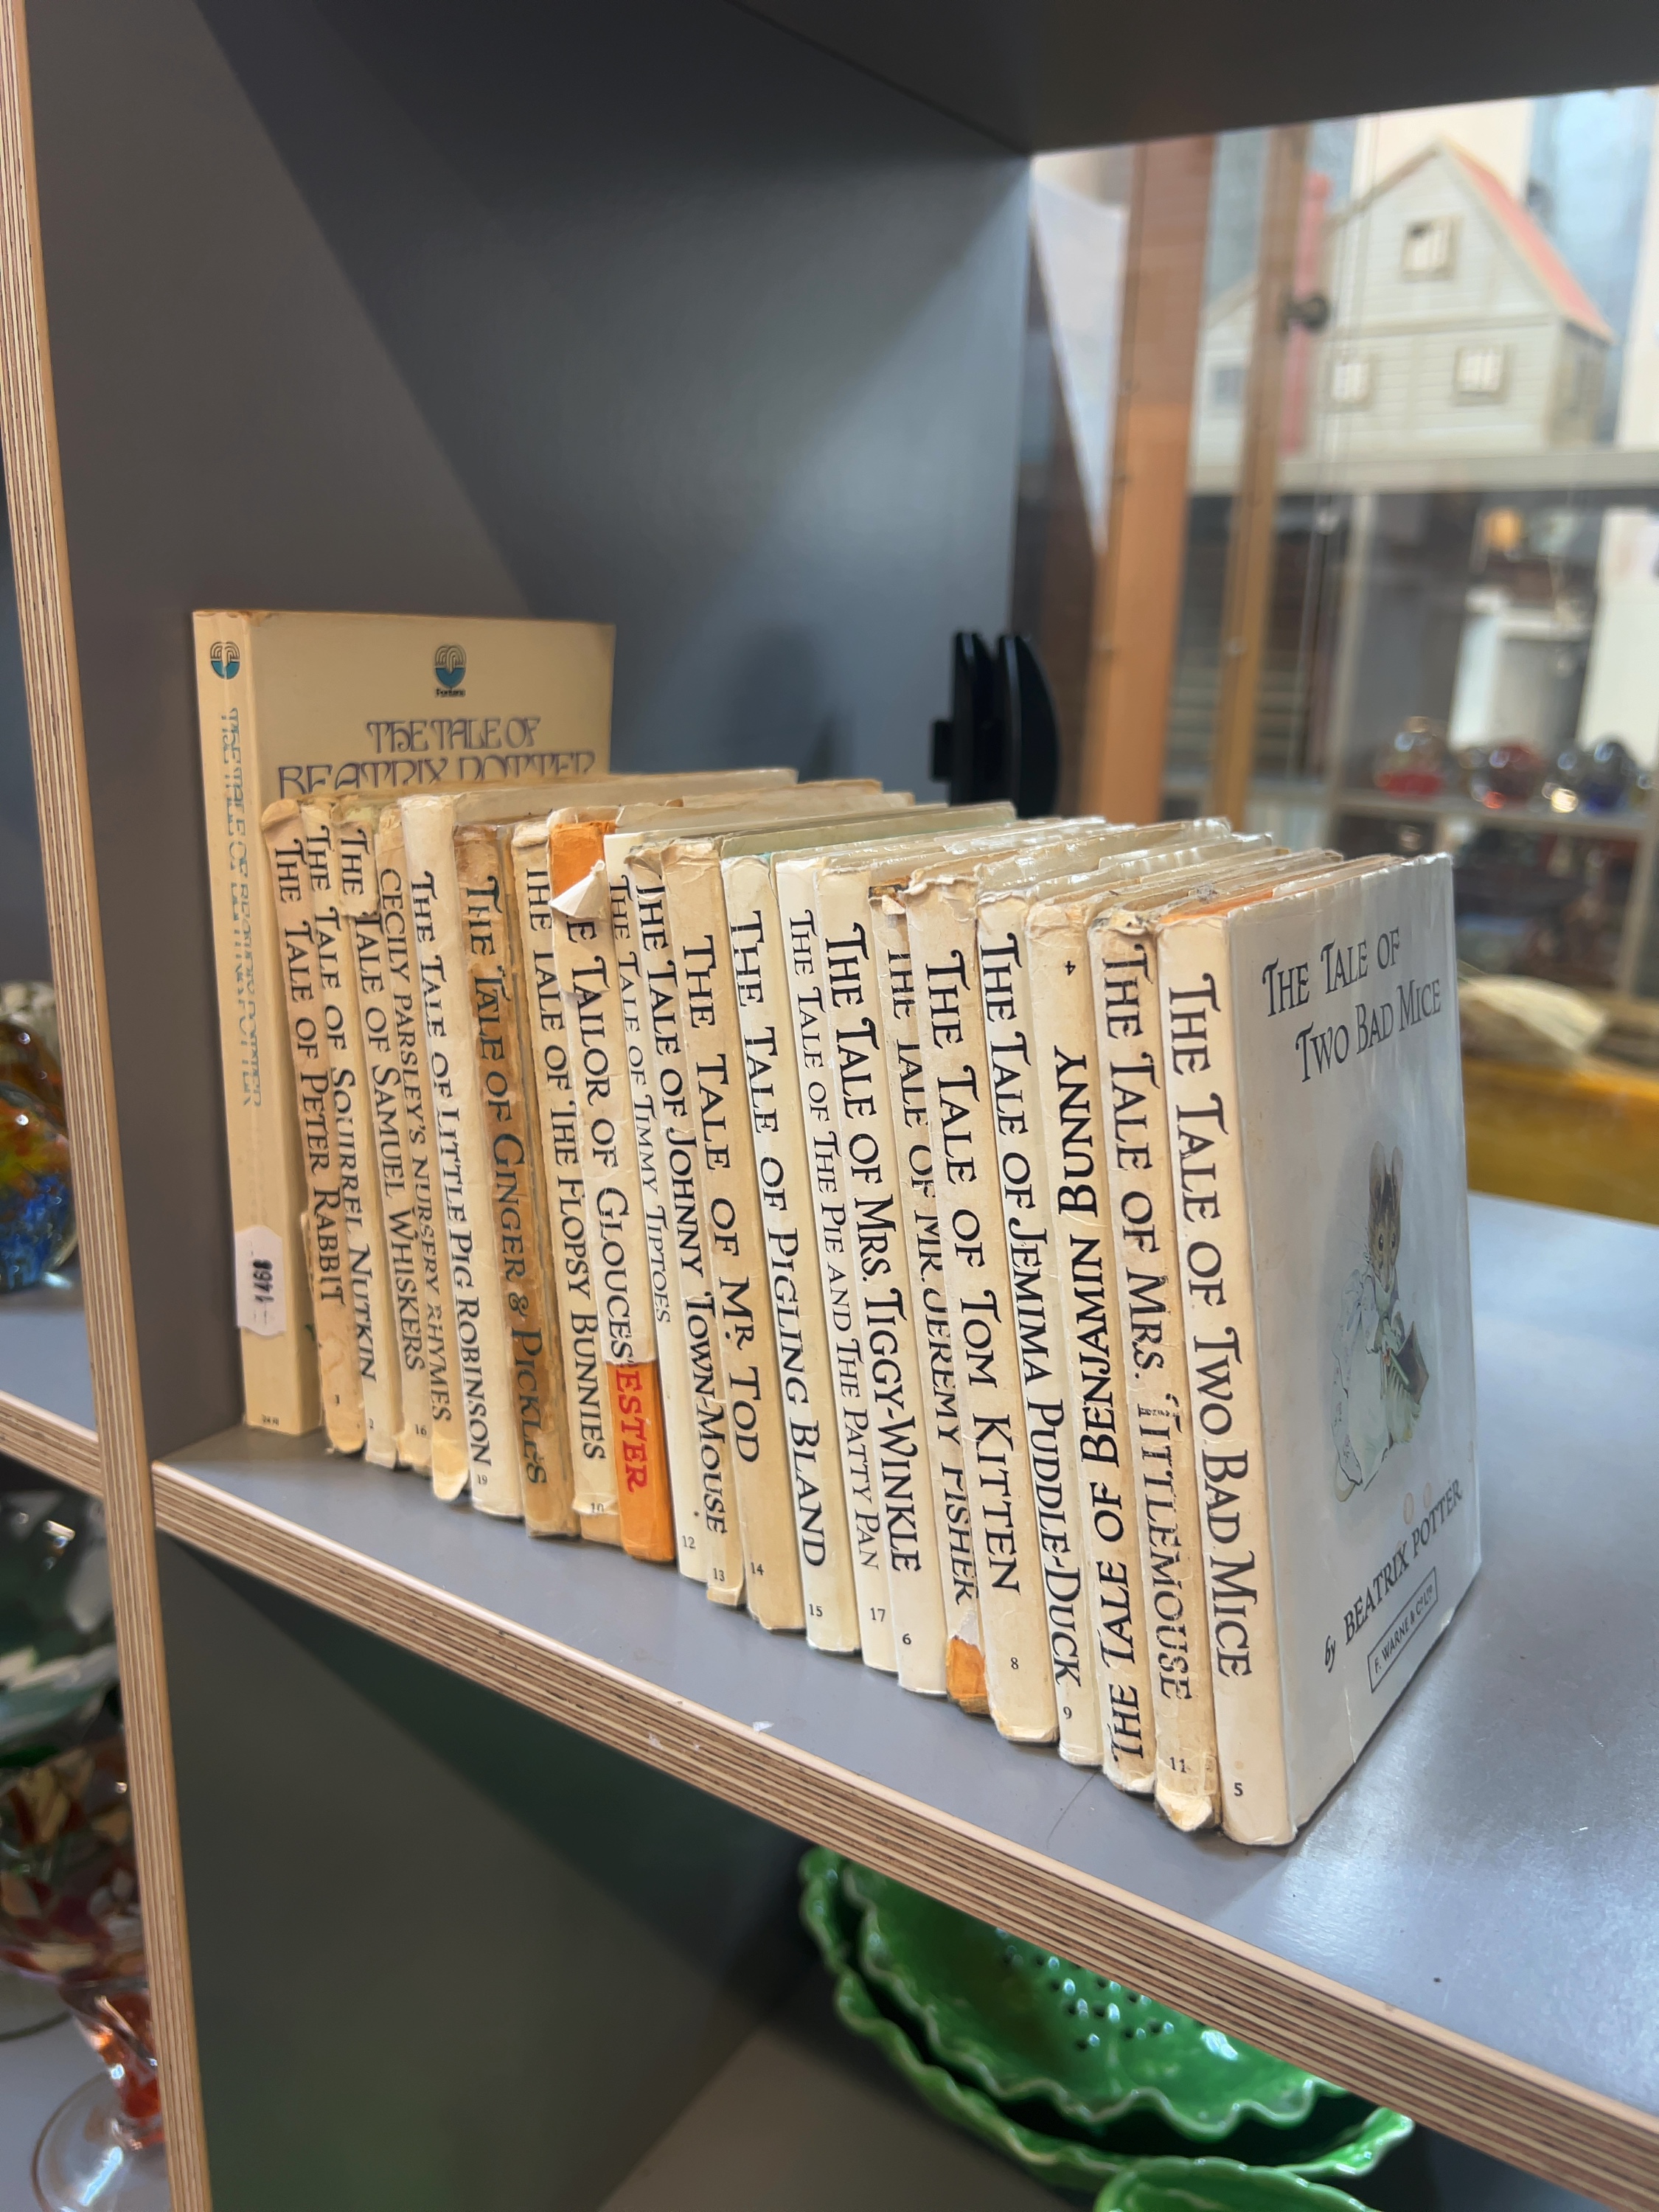 Fontana
THE TALE OF
BEATRIX POTTER
THE TALE OF BEATRIX POTTER
THE TALE OF PETER RABBIT
THE TALE OF SQUIRREL NUTKIN
2
THE TALE OF SAMUEL WHISKERS
16
CECILY PARSLEY'S NURSERY RHYMES
THE TALE OF LITTLE PIG ROBINSON
19
THE TALE OF GINGER & PICKLES
THE TALE OF THE FLOPSY BUNNIES
10
E TAILOR OF GLOUCESTER
THE TALE OF TIMMY TIPTOES
12
THE TALE OF JOHNNY TOWN-MOUSE
13
THE TALE OF MR. TOD
14
THE TALE OF PIGLING BLAND
15
THE TALE OF THE PIE AND THE PATTY PAN
17
THE TALE OF MRS. TIGGY-WINKLE
6
THE TALE OF MR. JEREMY FISHER
THE TALE OF TOM KITTEN
8
THE TALE OF JEMIMA PUDDLE-DUCK
9
THE TALE OF BENJAMIN BUNNY
4
THE TALE OF MRS. TITTLEMOUSE
11
THE TALE OF TWO BAD MICE
5
THE TALE OF
TWO BAD MICE
by BEATRIX POTTER
F. WARNE & CO LTD